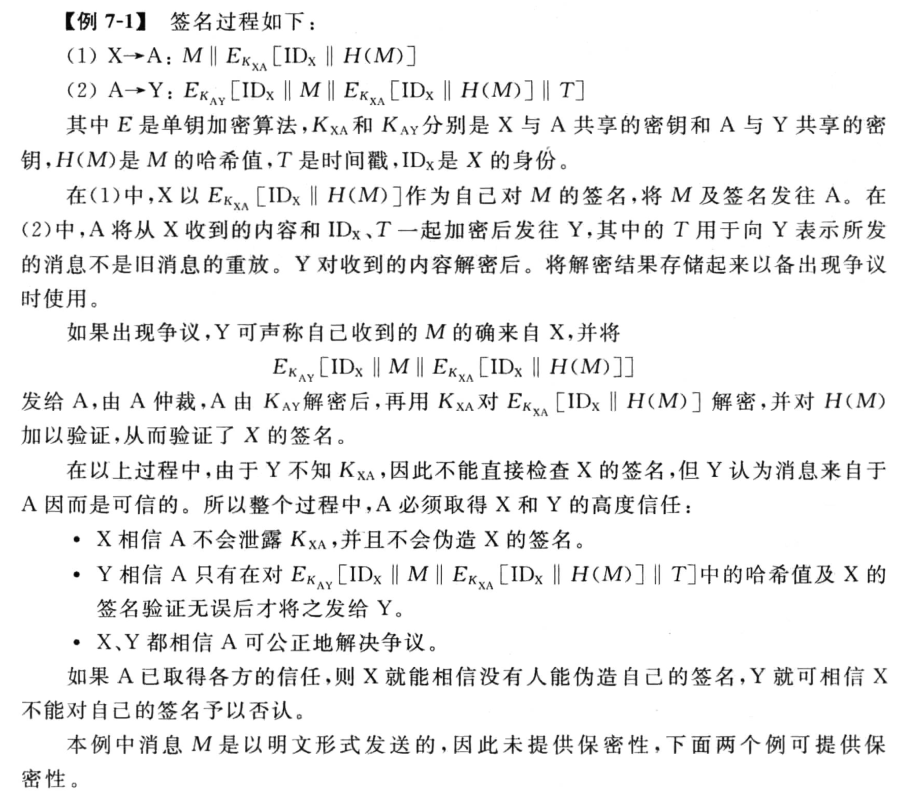 【例 7-1】 签名过程如下：
(1) X→A：M ‖ E_{K_{XA}}[ID_X ‖ H(M)]
(2) A→Y：E_{K_{AY}}[ID_X ‖ M ‖ E_{K_{XA}}[ID_X ‖ H(M)] ‖ T]
其中 E 是单钥加密算法，K_{XA}和 K_{AY}分别是 X 与 A 共享的密钥和 A 与 Y 共享的密
钥，H(M)是 M 的哈希值，T 是时间戳，ID_X是 X 的身份。
在(1)中，X 以 E_{K_{XA}}[ID_X ‖ H(M)]作为自己对 M 的签名，将 M 及签名发往 A。在
(2)中，A 将从 X 收到的内容和 ID_X、T 一起加密后发往 Y，其中的 T 用于向 Y 表示所发
的消息不是旧消息的重放。Y 对收到的内容解密后。将解密结果存储起来以备出现争议
时使用。
如果出现争议，Y 可声称自己收到的 M 的确来自 X，并将
E_{K_{AY}}[ID_X ‖ M ‖ E_{K_{XA}}[ID_X ‖ H(M)]]
发给 A，由 A 仲裁，A 由 K_{AY}解密后，再用 K_{XA}对 E_{K_{XA}}[ID_X ‖ H(M)] 解密，并对 H(M)
加以验证，从而验证了 X 的签名。
在以上过程中，由于 Y 不知 K_{XA}，因此不能直接检查 X 的签名，但 Y 认为消息来自于
A 因而是可信的。所以整个过程中，A 必须取得 X 和 Y 的高度信任：
• X 相信 A 不会泄露 K_{XA}，并且不会伪造 X 的签名。
• Y 相信 A 只有在对 E_{K_{AY}}[ID_X ‖ M ‖ E_{K_{XA}}[ID_X ‖ H(M)] ‖ T]中的哈希值及 X 的
签名验证无误后才将之发给 Y。
• X、Y 都相信 A 可公正地解决争议。
如果 A 已取得各方的信任，则 X 就能相信没有人能伪造自己的签名，Y 就可相信 X
不能对自己的签名予以否认。
本例中消息 M 是以明文形式发送的，因此未提供保密性，下面两个例可提供保
密性。